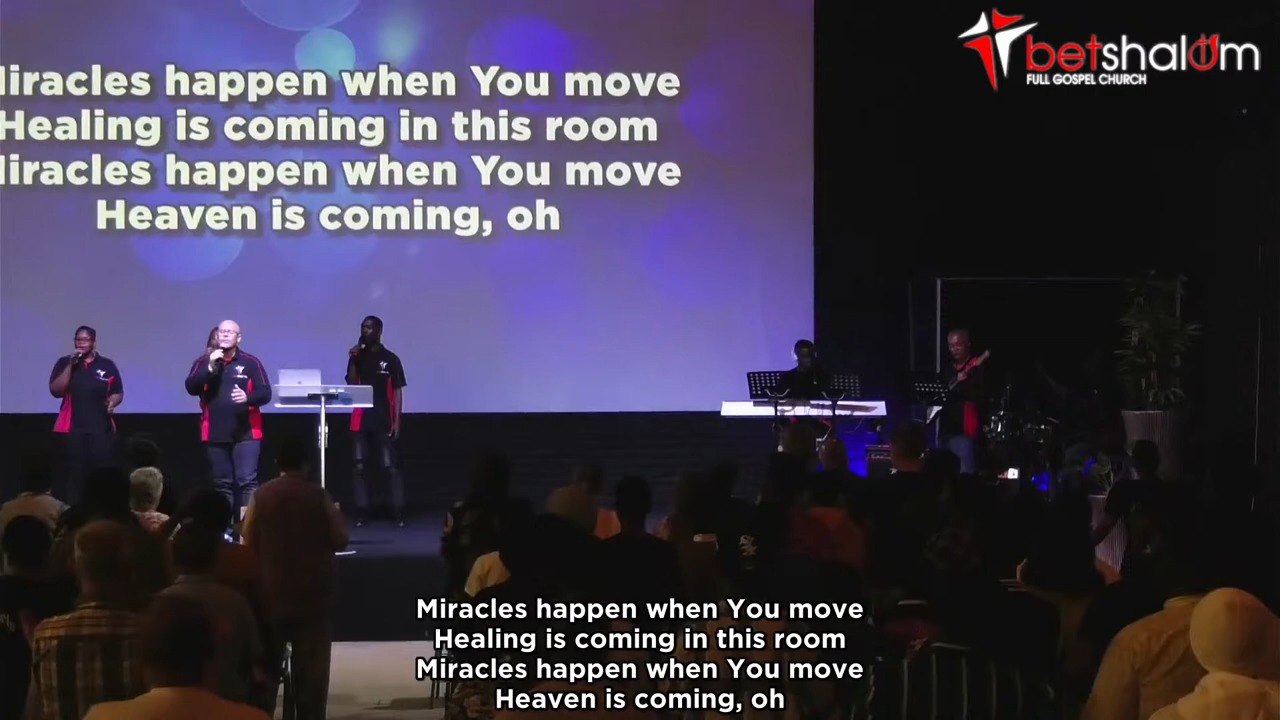 Miracles happen when You move
Healing is coming in this room
Miracles happen when You move
Heaven is coming, oh
betshalom
FULL GOSPEL CHURCH
Miracles happen when You move
Healing is coming in this room
Miracles happen when You move
Heaven is coming, oh